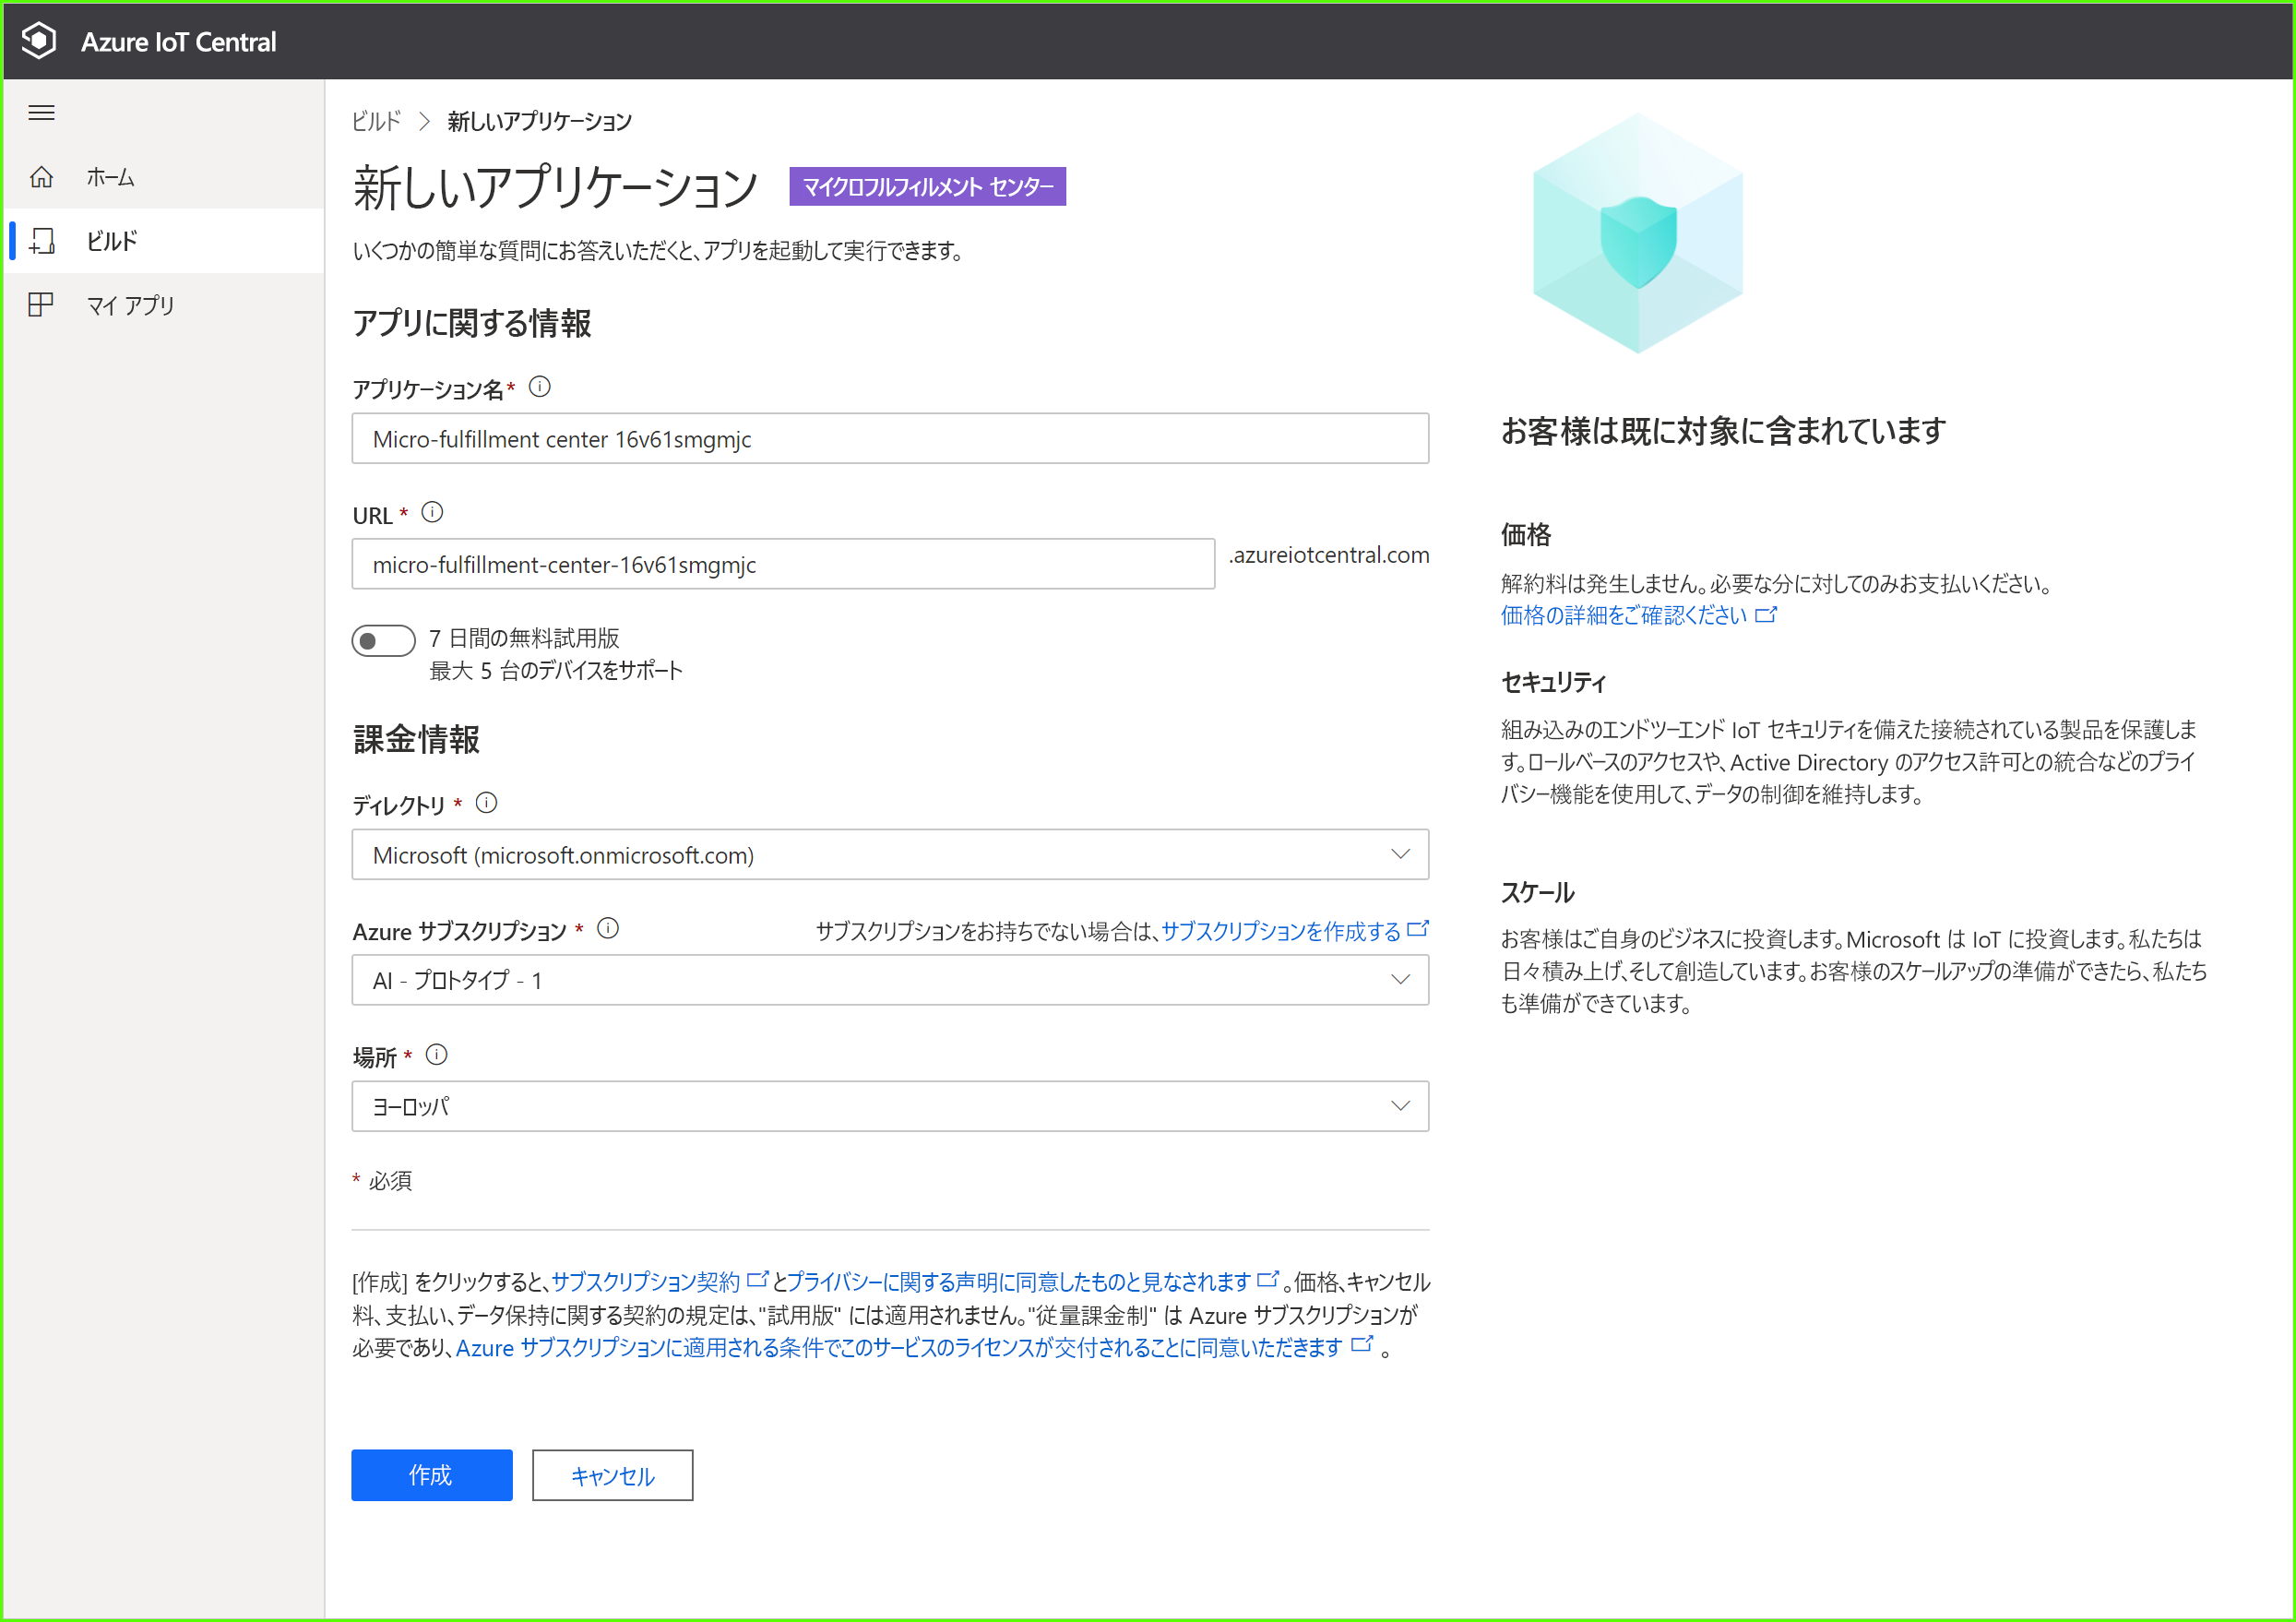 Azure IoT Central
ホーム
ビルド
マイ アプリ
ビルド > 新しいアプリケーション
新しいアプリケーション マイクロフルフィルメント センター
いくつかの簡単な質問にお答えいただくと、アプリを起動して実行できます。
アプリに関する情報
アプリケーション名*
Micro-fulfillment center 16v61smgmjc
URL *
micro-fulfillment-center-16v61smgmjc .azureiotcentral.com
7 日間の無料試用版
最大 5 台のデバイスをサポート
課金情報
ディレクトリ *
Microsoft (microsoft.onmicrosoft.com)
Azure サブスクリプション * サブスクリプションをお持ちでない場合は、サブスクリプションを作成する
AI - プロトタイプ - 1
場所 *
ヨーロッパ
* 必須
[作成] をクリックすると、サブスクリプション契約 とプライバシーに関する声明に同意したものと見なされます 。価格、キャンセル
料、支払い、データ保持に関する契約の規定は、"試用版" には適用されません。"従量課金制" は Azure サブスクリプションが
必要であり、Azure サブスクリプションに適用される条件でこのサービスのライセンスが交付されることに同意いただきます 。
作成 キャンセル
お客様は既に対象に含まれています
価格
解約料は発生しません。必要な分に対してのみお支払いください。
価格の詳細をご確認ください
セキュリティ
組み込みのエンドツーエンド IoT セキュリティを備えた接続されている製品を保護しま
す。ロールベースのアクセスや、Active Directory のアクセス許可との統合などのプライ
バシー機能を使用して、データの制御を維持します。
スケール
お客様はご自身のビジネスに投資します。Microsoft は IoT に投資します。私たちは
日々積み上げ、そして創造しています。お客様のスケールアップの準備ができたら、私たち
も準備ができています。